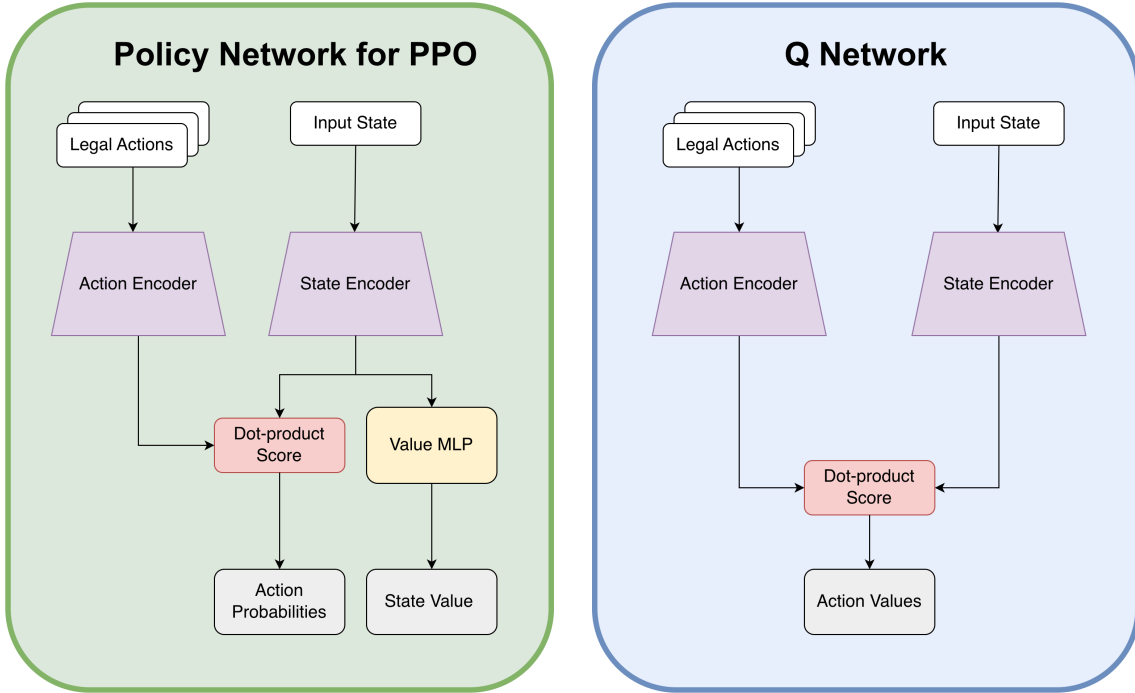 Policy Network for PPO
Legal Actions
Input State
Action Encoder
State Encoder
Dot-product
Score
Value MLP
Action
Probabilities
State Value
Q Network
Legal Actions
Input State
Action Encoder
State Encoder
Dot-product
Score
Action Values